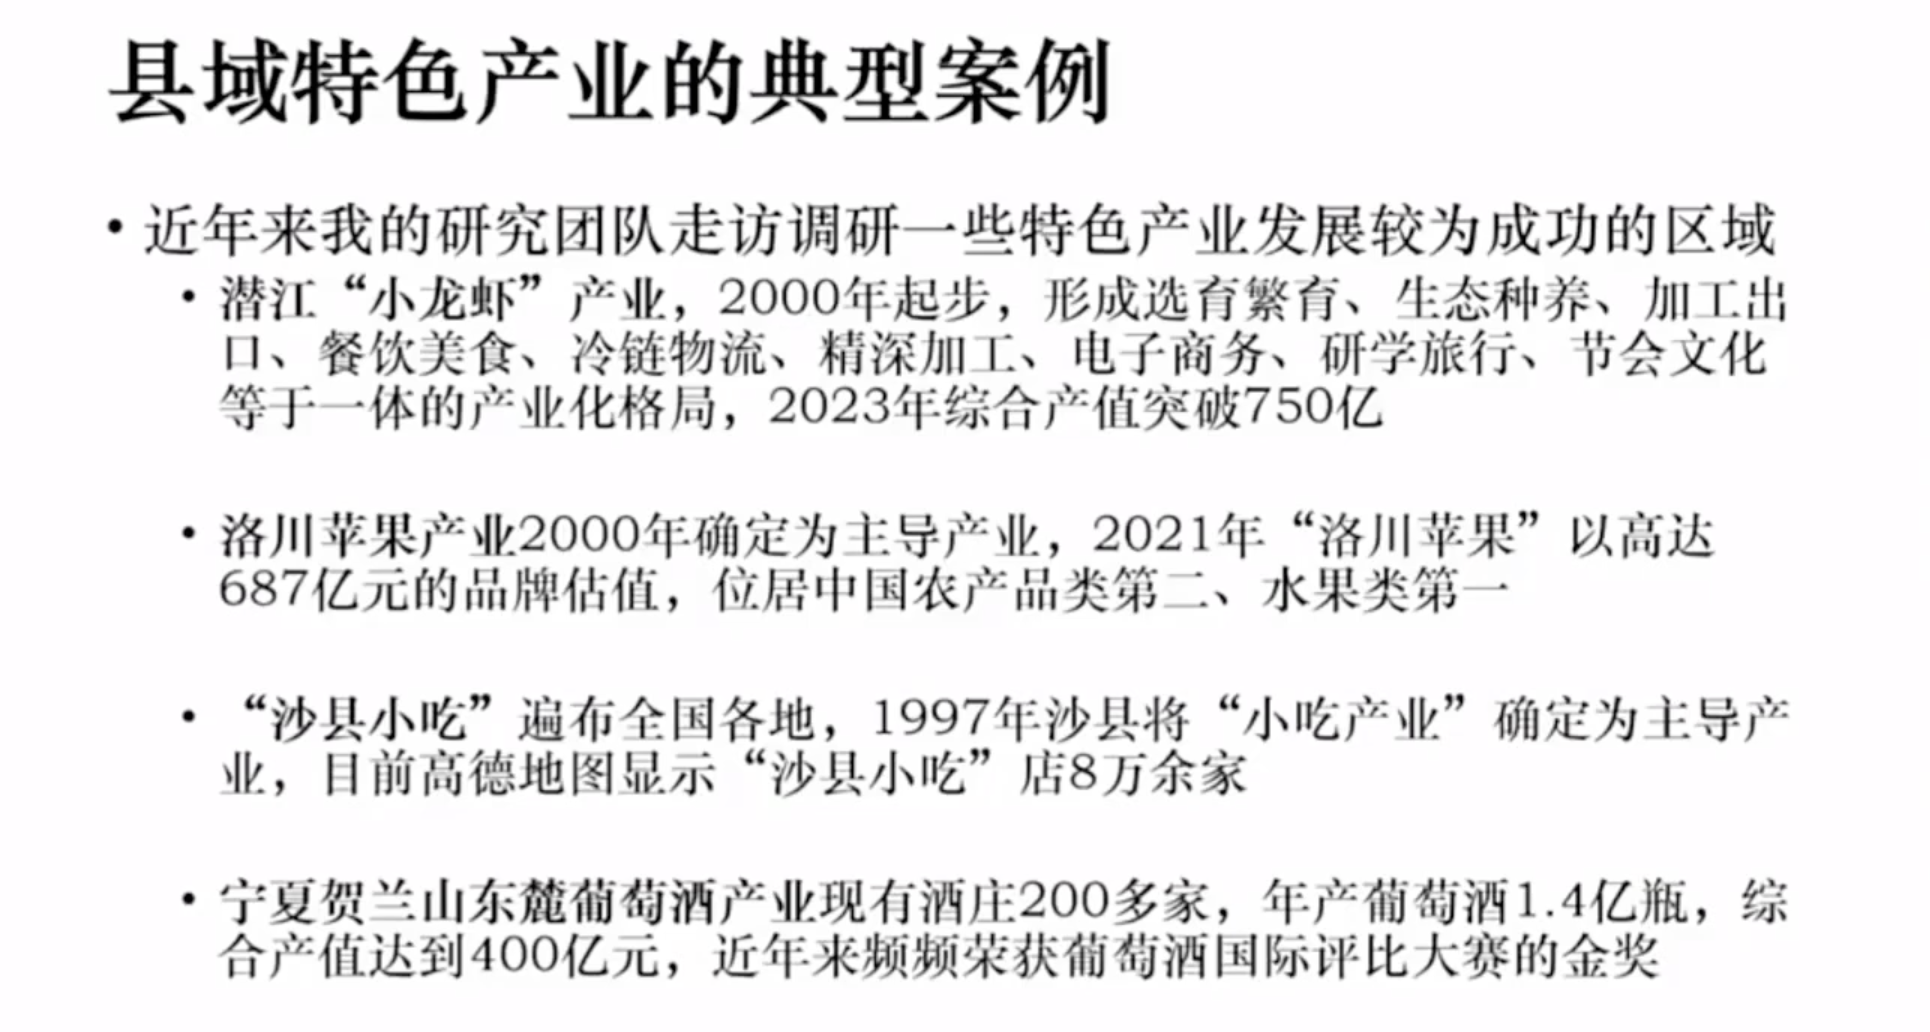 县域特色产业的典型案例
• 近年来我的研究团队走访调研一些特色产业发展较为成功的区域
• 潜江“小龙虾”产业，2000年起步，形成选育繁育、生态种养、加工出
口、餐饮美食、冷链物流、精深加工、电子商务、研学旅行、节会文化
等于一体的产业化格局，2023年综合产值突破750亿
• 洛川苹果产业2000年确定为主导产业，2021年“洛川苹果”以高达
687亿元的品牌估值，位居中国农产品类第二、水果类第一
• “沙县小吃”遍布全国各地，1997年沙县将“小吃产业”确定为主导产
业，目前高德地图显示“沙县小吃”店8万余家
• 宁夏贺兰山东麓葡萄酒产业现有酒庄200多家，年产葡萄酒1.4亿瓶，综
合产值达到400亿元，近年来频频荣获葡萄酒国际评比大赛的金奖